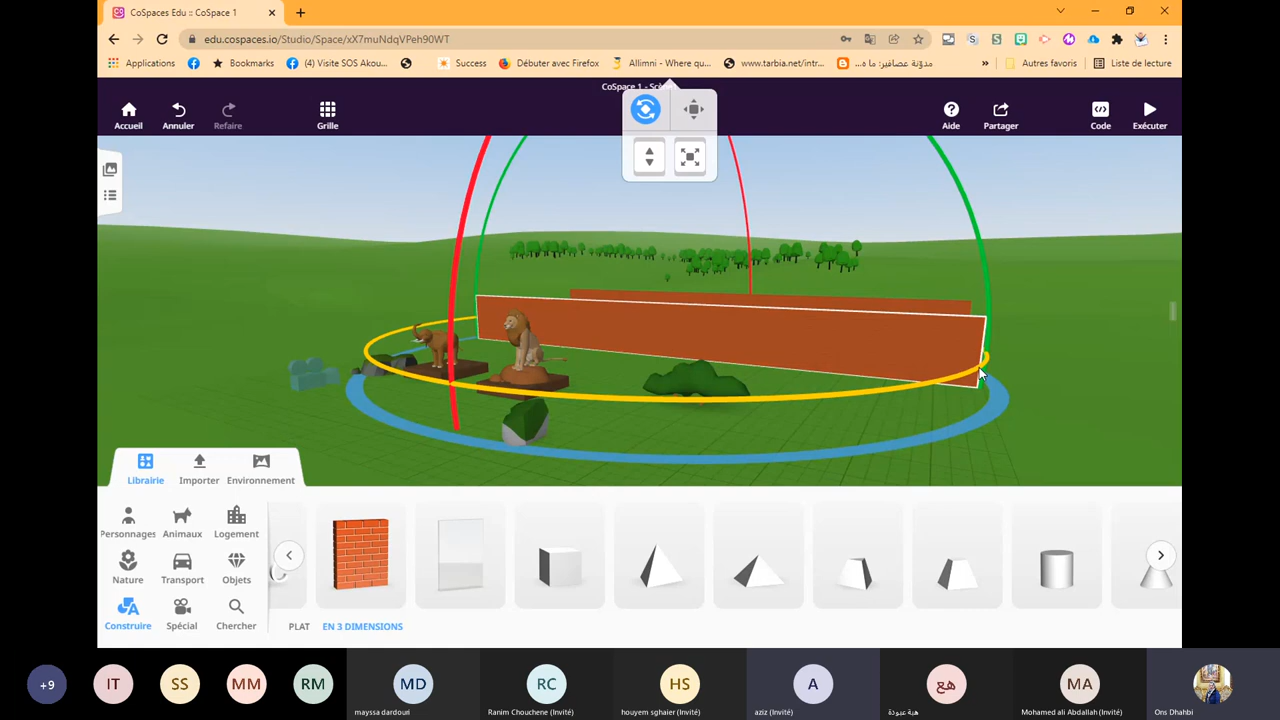 CoSpaces Edu :: CoSpace 1
edu.cospaces.io/Studio/Space/xX7muNdqVPeh90WT
Applications
Bookmarks
(4) Visite SOS Akou...
Success
Débuter avec Firefox
Allimni - Where qu...
www.tarbia.net/intr...
مدوّنة عصافير: ما ه...
»
Autres favoris
Liste de lecture
CoSpace 1 - Scè
Accueil
Annuler
Refaire
Grille
Aide
Partager
Code
Exécuter
Librairie
Importer
Environnement
Personnages
Animaux
Logement
Nature
Transport
Objets
Construire
Spécial
Chercher
PLAT
EN 3 DIMENSIONS
+9
IT
SS
MM
RM
MD
RC
HS
A
هع
MA
mayssa dardouri
Ranim Chouchene (Invité)
houyem sghaier (Invité)
aziz (Invité)
هبة عبودة
Mohamed ali Abdallah (Invité)
Ons Dhahbi